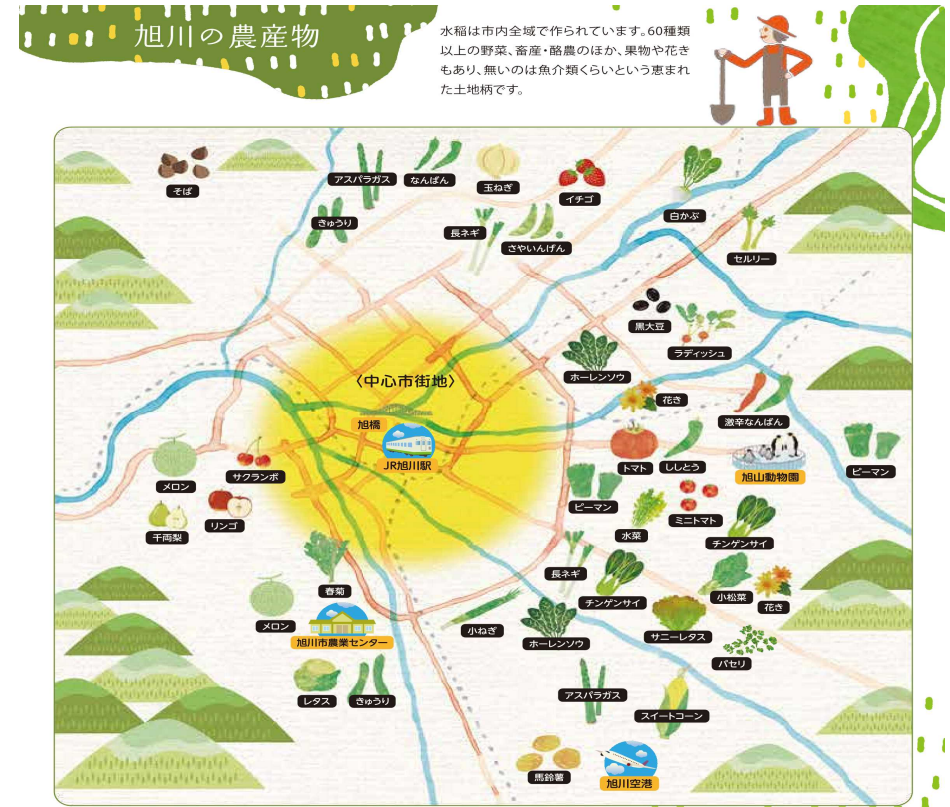 旭川の農産物
水稲は市内全域で作られています。60種類
以上の野菜、畜産・酪農のほか、果物や花き
もあり、無いのは魚介類くらいという恵まれ
た土地柄です。
そば
アスパラガス
なんばん
玉ねぎ
イチゴ
白かぶ
きゅうり
長ネギ
さやいんげん
セルリー
黒大豆
ラディッシュ
ホーレンソウ
〈中心市街地〉
花き
激辛なんばん
旭橋
JR旭川駅
トマト
ししとう
旭山動物園
ピーマン
メロン
サクランボ
千両梨
リンゴ
ピーマン
水菜
ミニトマト
チンゲンサイ
長ネギ
チンゲンサイ
小松菜
花き
春菊
メロン
旭川市農業センター
小ねぎ
ホーレンソウ
サニーレタス
パセリ
レタス
きゅうり
アスパラガス
スイートコーン
馬鈴薯
旭川空港